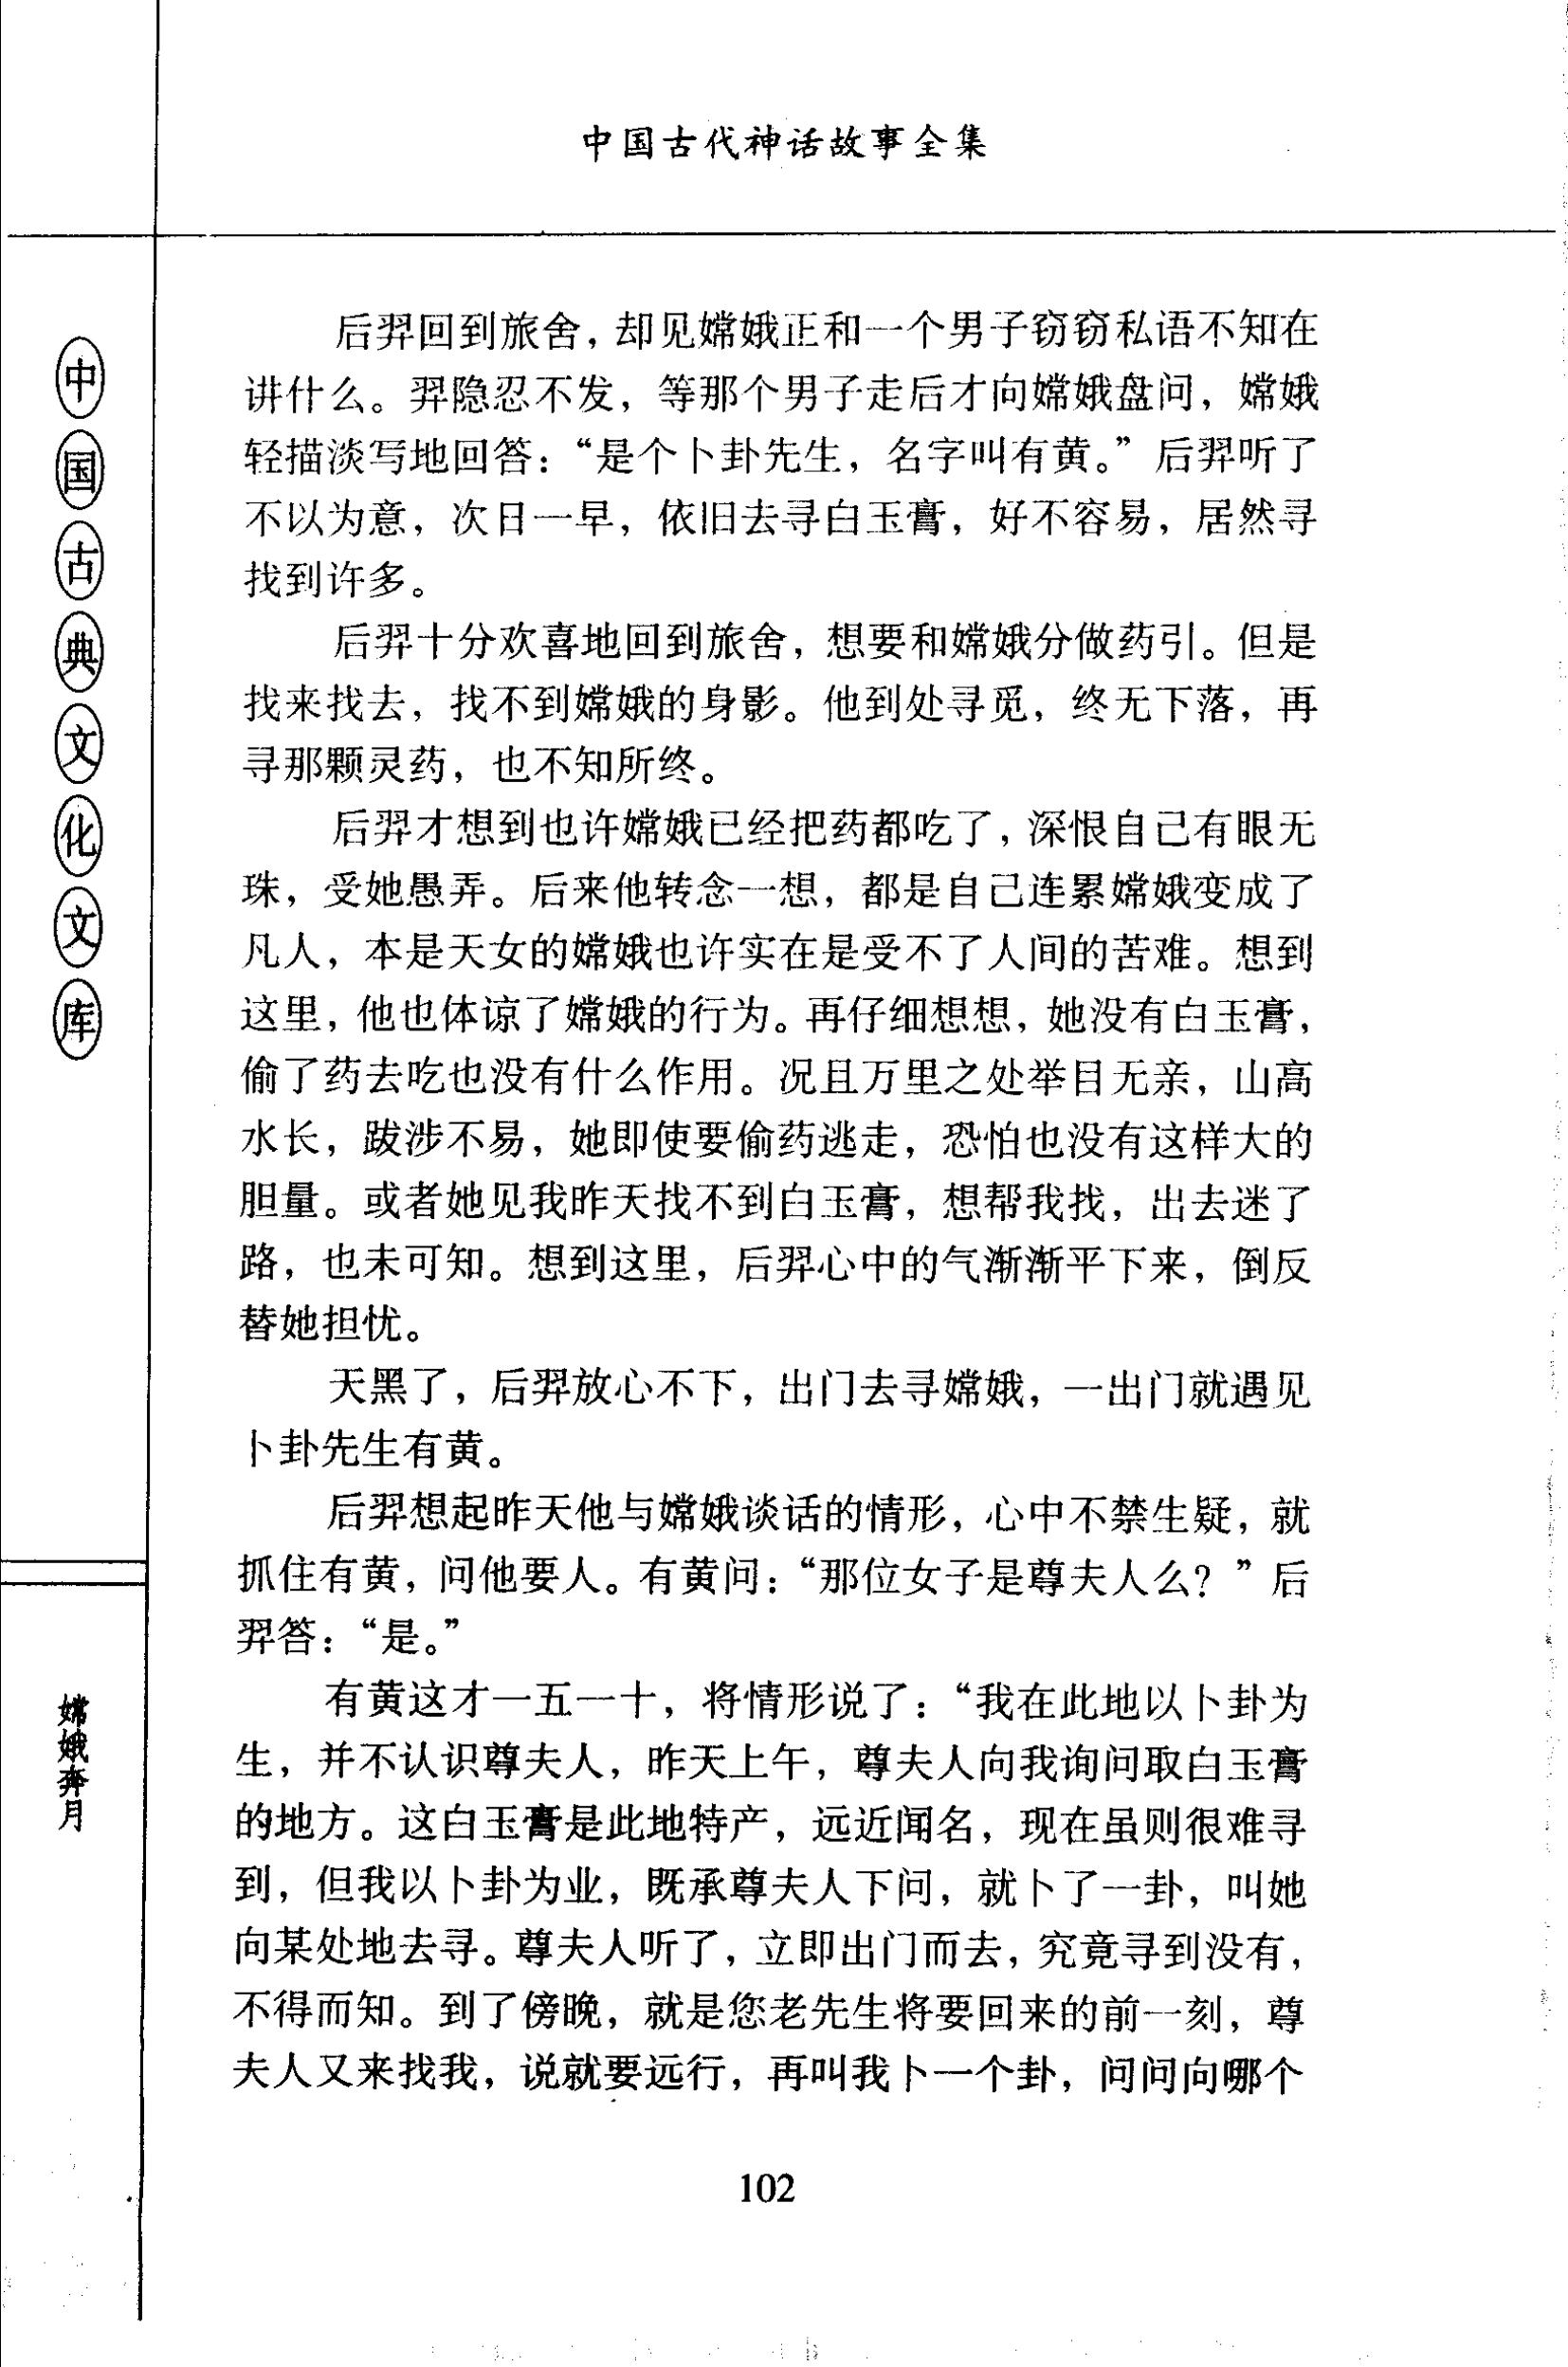 中国古代神话故事全集
中国古典文化文库
嫦娥奔月
后羿回到旅舍，却见嫦娥正和一个男子窃窃私语不知在
讲什么。羿隐忍不发，等那个男子走后才向嫦娥盘问，嫦娥
轻描淡写地回答：“是个卜卦先生，名字叫有黄。”后羿听了
不以为意，次日一早，依旧去寻白玉膏，好不容易，居然寻
找到许多。
后羿十分欢喜地回到旅舍，想要和嫦娥分做药引。但是
找来找去，找不到嫦娥的身影。他到处寻觅，终无下落，再
寻那颗灵药，也不知所终。
后羿才想到也许嫦娥已经把药都吃了，深恨自己有眼无
珠，受她愚弄。后来他转念一想，都是自己连累嫦娥变成了
凡人，本是天女的嫦娥也许实在是受不了人间的苦难。想到
这里，他也体谅了嫦娥的行为。再仔细想想，她没有白玉膏，
偷了药去吃也没有什么作用。况且万里之处举目无亲，山高
水长，跋涉不易，她即使要偷药逃走，恐怕也没有这样大的
胆量。或者她见我昨天找不到白玉膏，想帮我找，出去迷了
路，也未可知。想到这里，后羿心中的气渐渐平下来，倒反
替她担忧。
天黑了，后羿放心不下，出门去寻嫦娥，一出门就遇见
卜卦先生有黄。
后羿想起昨天他与嫦娥谈话的情形，心中不禁生疑，就
抓住有黄，问他要人。有黄问：“那位女子是尊夫人么？”后
羿答：“是。”
有黄这才一五一十，将情形说了：“我在此地以卜卦为
生，并不认识尊夫人，昨天上午，尊夫人向我询问取白玉膏
的地方。这白玉膏是此地特产，远近闻名，现在虽则很难寻
到，但我以卜卦为业，既承尊夫人下问，就卜了一卦，叫她
向某处地去寻。尊夫人听了，立即出门而去，究竟寻到没有，
不得而知。到了傍晚，就是您老先生将要回来的前一刻，尊
夫人又来找我，说就要远行，再叫我卜一个卦，问问向哪个
102